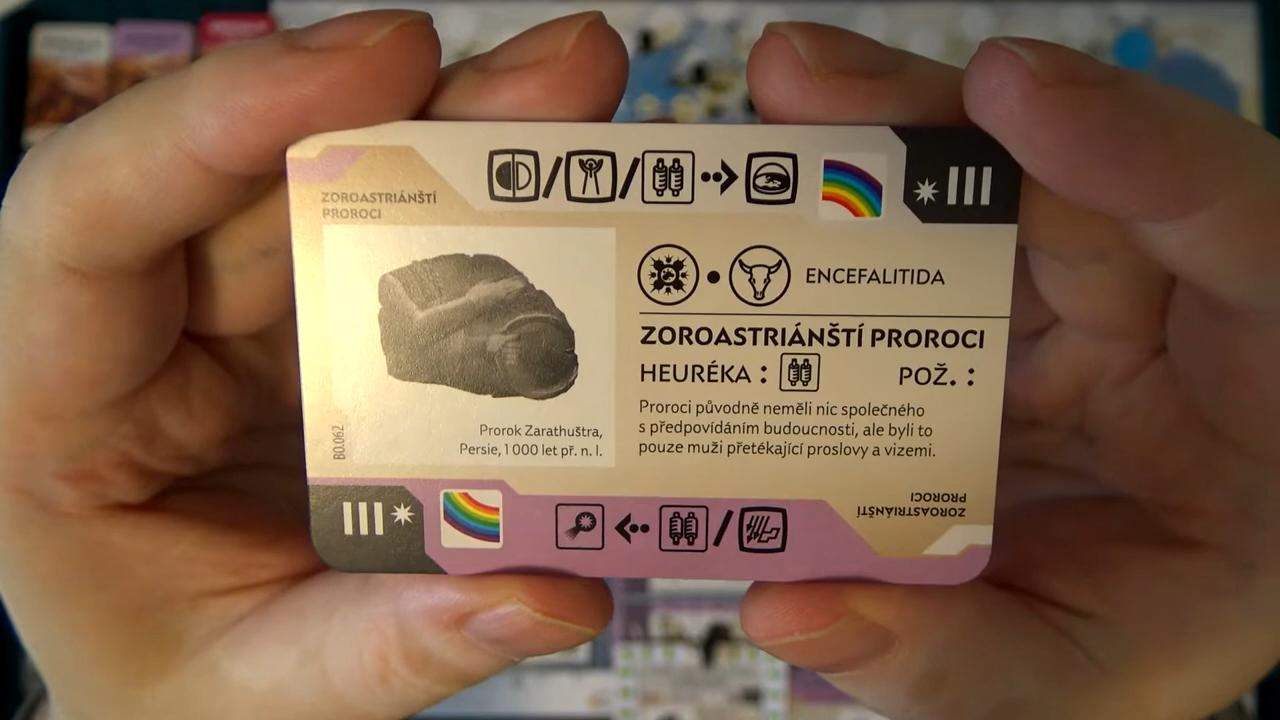 ZOROASTRIÁNŠTÍ
PROROCI
III
ENCEFALITIDA
ZOROASTRIÁNŠTÍ PROROCI
HEURÉKA :
POŽ. :
Proroci původně neměli nic společného
s předpovídáním budoucnosti, ale byli to
pouze muži přetékající proslovy a vizemi.
Prorok Zarathuštra,
Persie, 1 000 let př. n. l.
B0.062
III
ZOROASTRIÁNŠTÍ
PROROCI